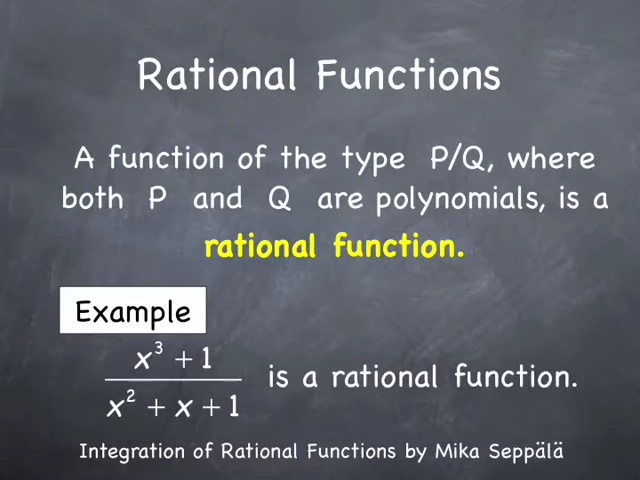 Rational Functions
A function of the type P/Q, where
both P and Q are polynomials, is a
rational function.
Example
x³ + 1
x² + x + 1
is a rational function.
Integration of Rational Functions by Mika Seppälä